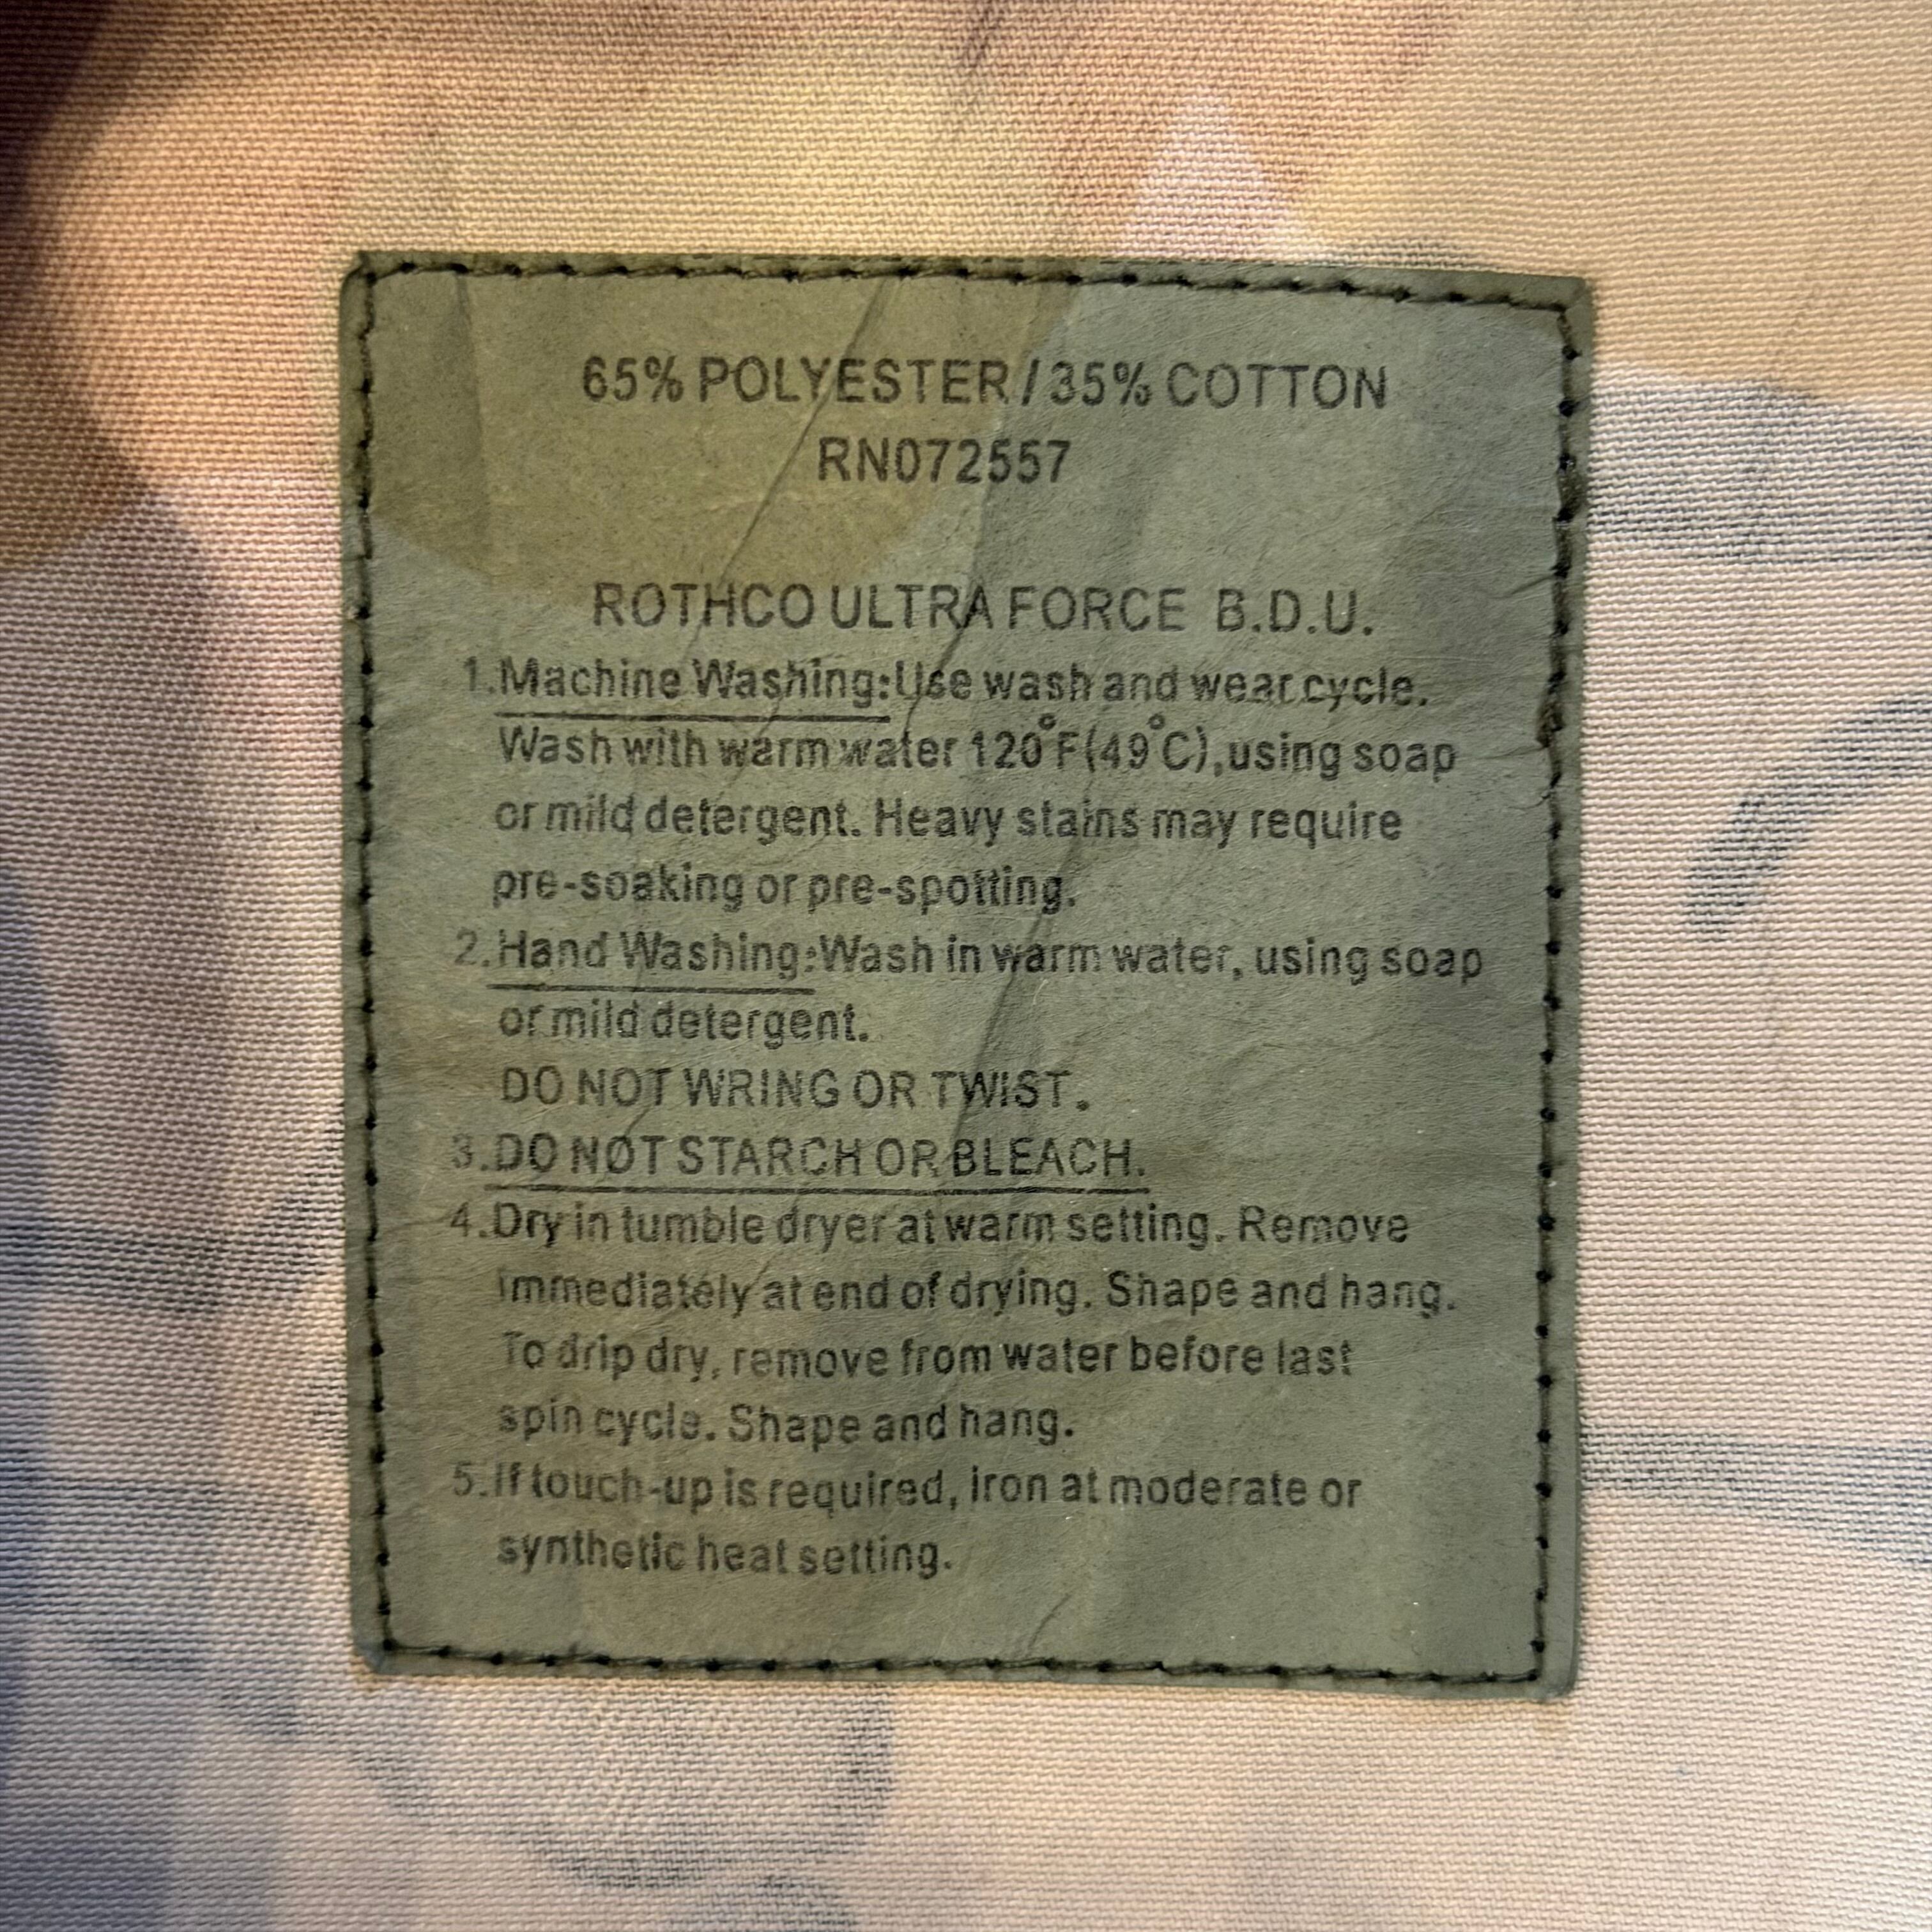 65% POLYESTER / 35% COTTON
RN072557
ROTHCO ULTRA FORCE B.D.U.
1.Machine Washing:Use wash and wear cycle.
Wash with warm water 120°F(49°C),using soap
or mild detergent. Heavy stains may require
pre-soaking or pre-spotting.
2.Hand Washing:Wash in warm water, using soap
or mild detergent.
DO NOT WRING OR TWIST.
3.DO NOT STARCH OR BLEACH.
4.Dry in tumble dryer at warm setting. Remove
immediately at end of drying. Shape and hang.
To drip dry, remove from water before last
spin cycle. Shape and hang.
5.If touch-up is required, iron at moderate or
synthetic heat setting.